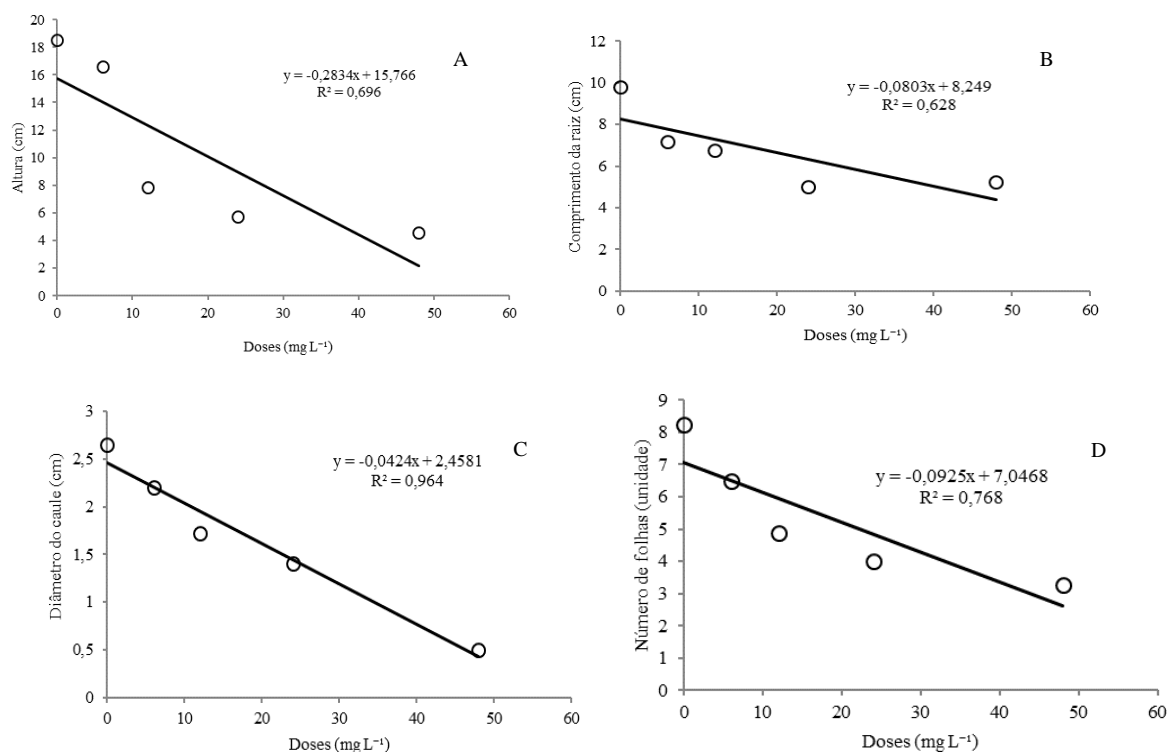 A
y = -0,2834x + 15,766
R² = 0,696
Altura (cm)
20
18
16
14
12
10
8
6
4
2
0
0 10 20 30 40 50 60
Doses (mg L⁻¹)
B
y = -0,0803x + 8,249
R² = 0,628
Comprimento da raiz (cm)
12
10
8
6
4
2
0
0 10 20 30 40 50 60
Doses (mg L⁻¹)
C
y = -0,0424x + 2,4581
R² = 0,964
Diâmetro do caule (cm)
3
2,5
2
1,5
1
0,5
0
0 10 20 30 40 50 60
Doses (mg L⁻¹)
D
y = -0,0925x + 7,0468
R² = 0,768
Número de folhas (unidade)
9
8
7
6
5
4
3
2
1
0
0 10 20 30 40 50 60
Doses (mg L⁻¹)